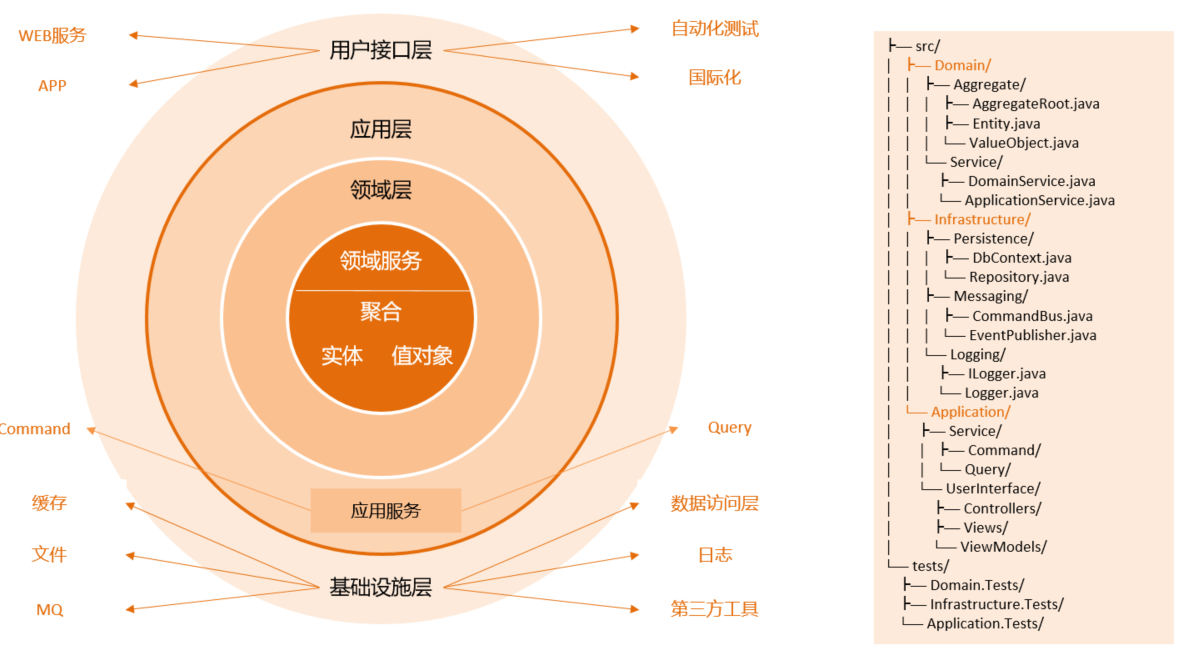 WEB服务
APP
用户接口层
自动化测试
国际化
应用层
领域层
领域服务
聚合
实体 值对象
Command
Query
应用服务
缓存
文件
MQ
基础设施层
数据访问层
日志
第三方工具
├── src/
│ ├── Domain/
│ │ ├── Aggregate/
│ │ │ ├── AggregateRoot.java
│ │ │ ├── Entity.java
│ │ │ └── ValueObject.java
│ │ └── Service/
│ │ ├── DomainService.java
│ │ └── ApplicationService.java
│ ├── Infrastructure/
│ │ ├── Persistence/
│ │ │ ├── DbContext.java
│ │ │ └── Repository.java
│ │ ├── Messaging/
│ │ │ ├── CommandBus.java
│ │ │ └── EventPublisher.java
│ │ └── Logging/
│ │ ├── ILogger.java
│ │ └── Logger.java
│ └── Application/
│ ├── Service/
│ │ ├── Command/
│ │ └── Query/
│ └── UserInterface/
│ ├── Controllers/
│ ├── Views/
│ └── ViewModels/
└── tests/
├── Domain.Tests/
├── Infrastructure.Tests/
└── Application.Tests/